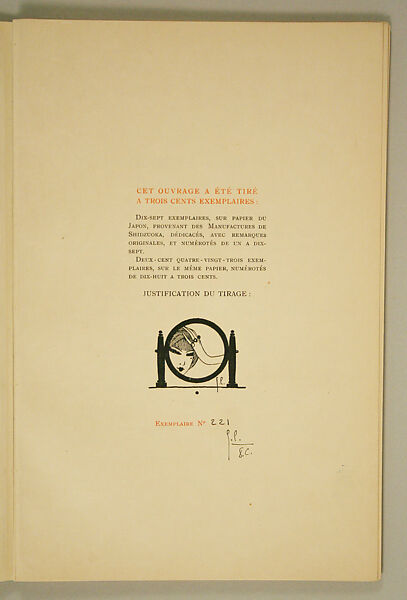 CET OUVRAGE A ÉTÉ TIRÉ
A TROIS CENTS EXEMPLAIRES :
DIX-SEPT EXEMPLAIRES, SUR PAPIER DU
JAPON, PROVENANT DES MANUFACTURES DE
SHIDZUOKA, DÉDICACÉS, AVEC REMARQUES
ORIGINALES, ET NUMÉROTÉS DE UN A DIX-
SEPT.
DEUX-CENT QUATRE-VINGT-TROIS EXEM-
PLAIRES, SUR LE MÊME PAPIER, NUMÉROTÉS
DE DIX-HUIT A TROIS CENTS.
JUSTIFICATION DU TIRAGE :
EXEMPLAIRE Nº 221